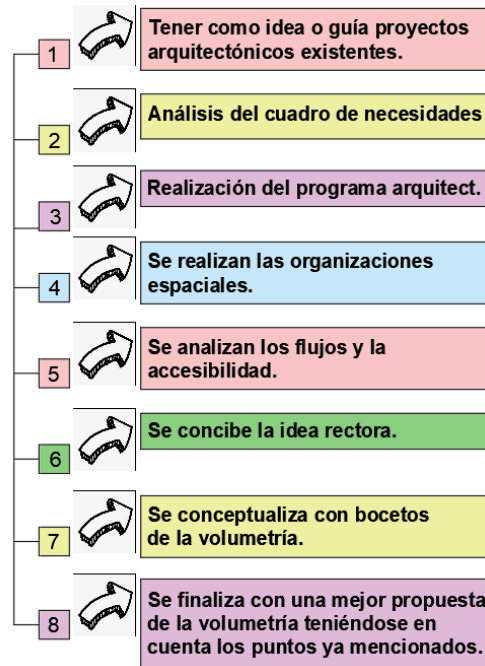 1
Tener como idea o guía proyectos
arquitectónicos existentes.
2
Análisis del cuadro de necesidades
3
Realización del programa arquitect.
4
Se realizan las organizaciones
espaciales.
5
Se analizan los flujos y la
accesibilidad.
6
Se concibe la idea rectora.
7
Se conceptualiza con bocetos
de la volumetría.
8
Se finaliza con una mejor propuesta
de la volumetría teniéndose en
cuenta los puntos ya mencionados.